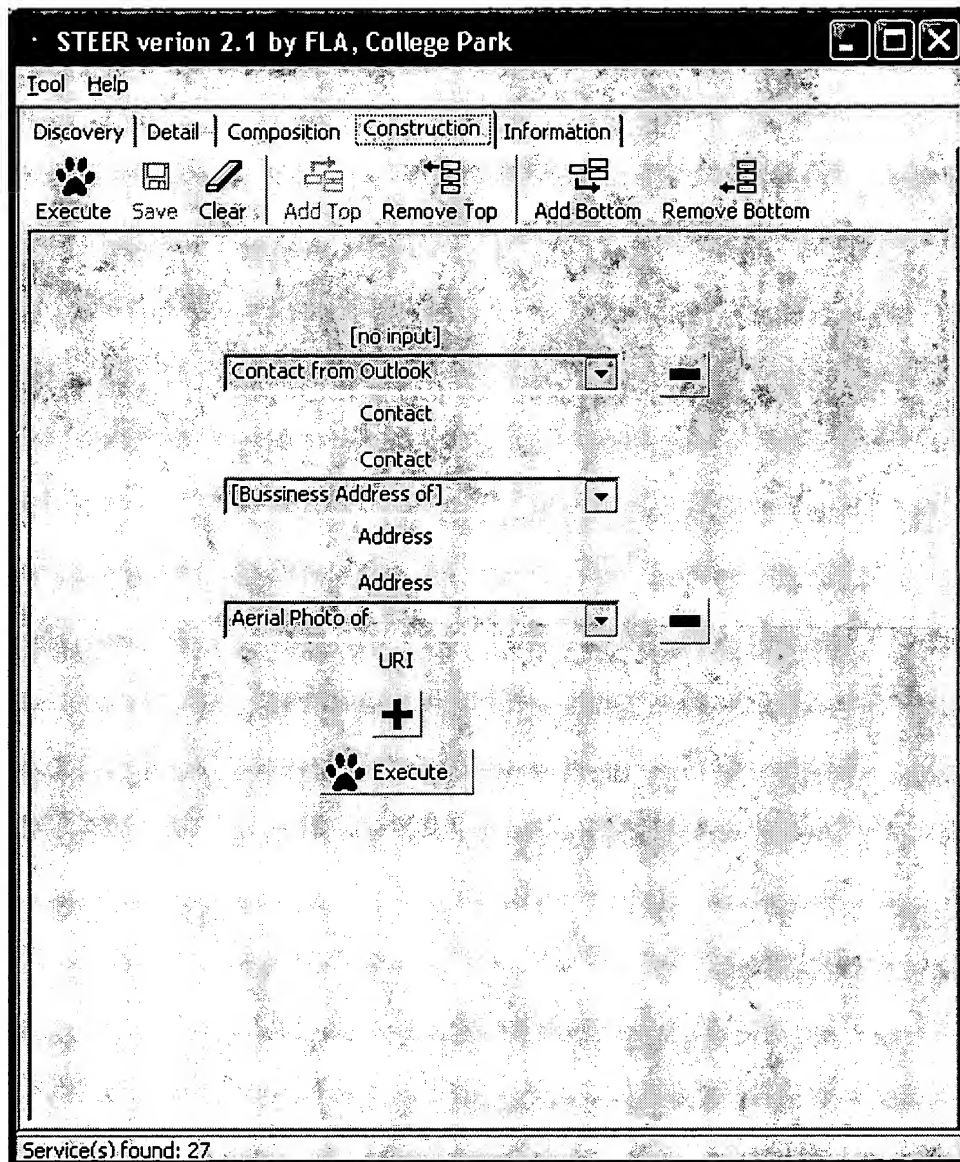 STEER verion 2.1 by FLA, College Park
Tool Help
Discovery Detail Composition Construction Information
Execute Save Clear Add Top Remove Top Add Bottom Remove Bottom
[no input]
Contact from Outlook
Contact
Contact
[Bussiness Address of]
Address
Address
Aerial Photo of
URI
Execute
Service(s) found: 27